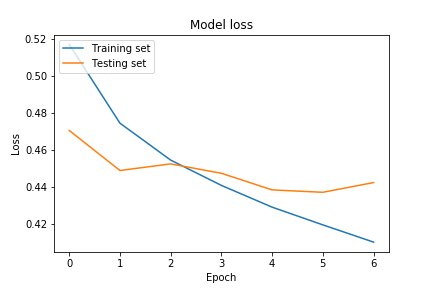 Model loss
Training set
Testing set
0.52
0.50
0.48
0.46
0.44
0.42
Loss
0 1 2 3 4 5 6
Epoch